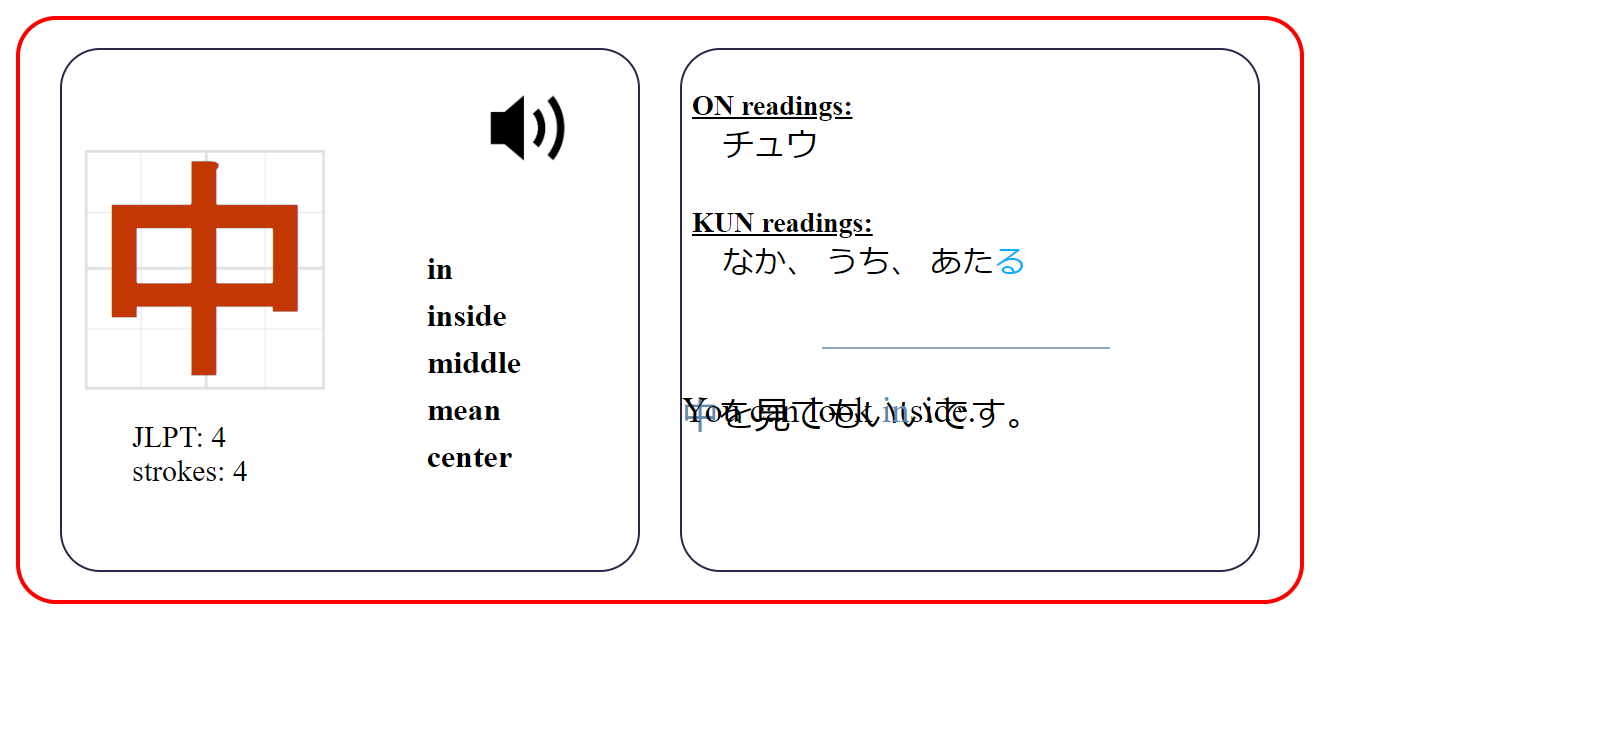 中
JLPT: 4
strokes: 4
in
inside
middle
mean
center
ON readings:
チュウ
KUN readings:
なか、 うち、 あたる
You can look inside.
中を見てもいいです。